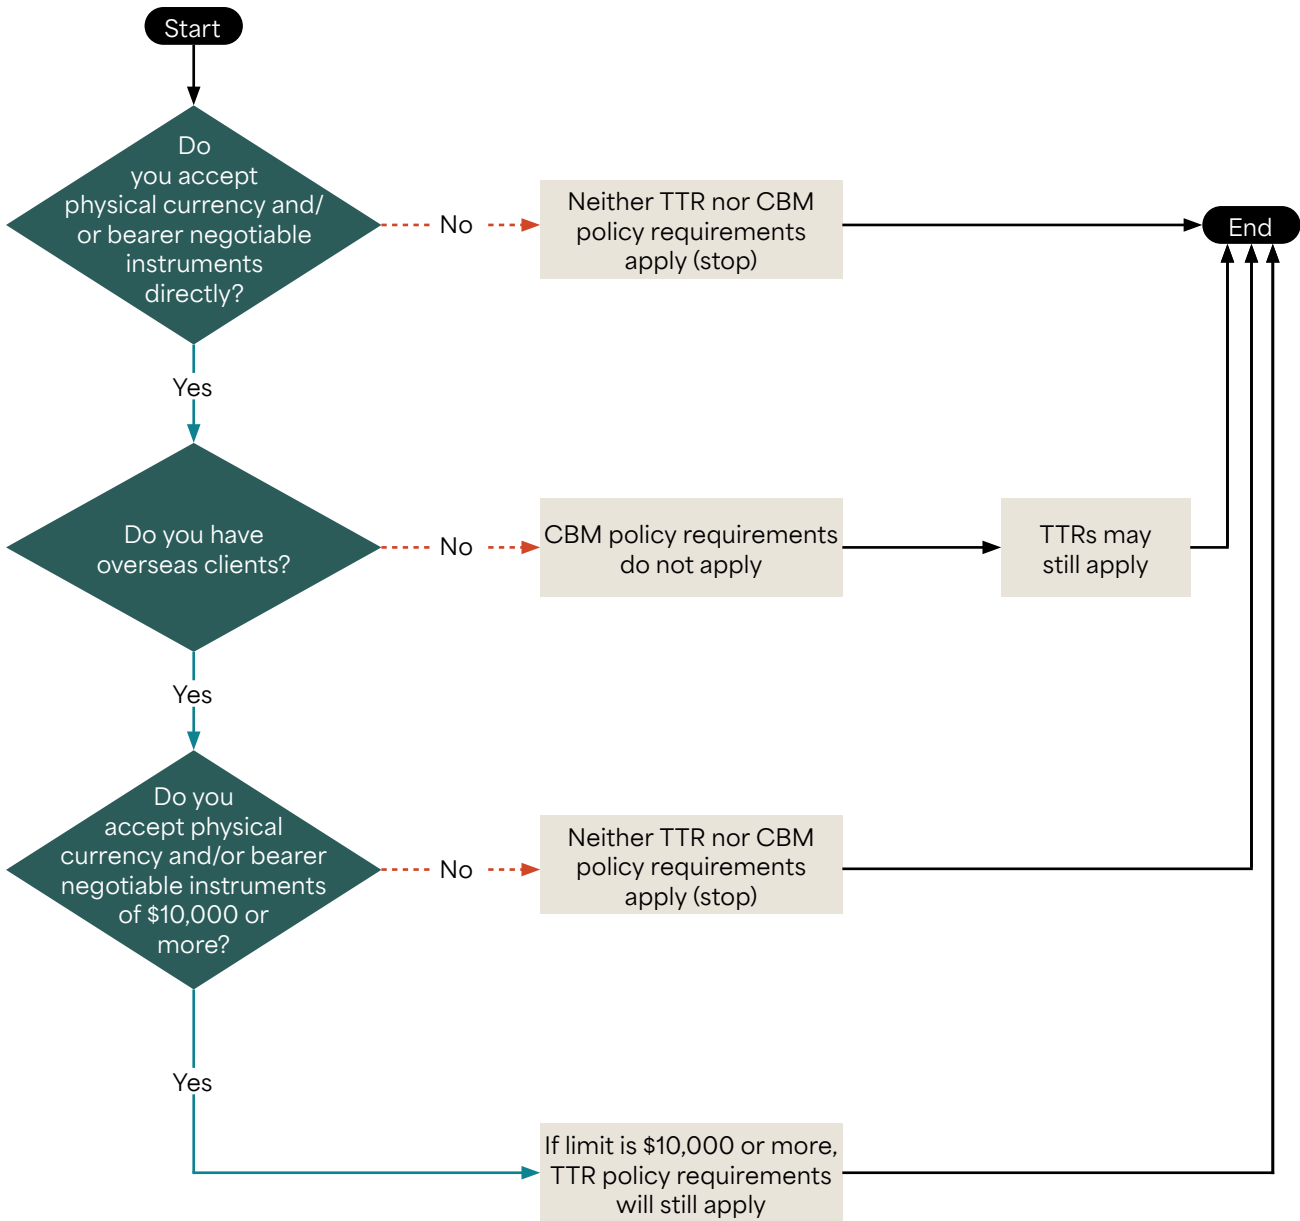 Start
Do
you accept
physical currency and/
or bearer negotiable
instruments
directly?
No
Neither TTR nor CBM
policy requirements
apply (stop)
End
Yes
Do you have
overseas clients?
No
CBM policy requirements
do not apply
TTRs may
still apply
Yes
Do you
accept physical
currency and/or bearer
negotiable instruments
of $10,000 or
more?
No
Neither TTR nor CBM
policy requirements
apply (stop)
Yes
If limit is $10,000 or more,
TTR policy requirements
will still apply